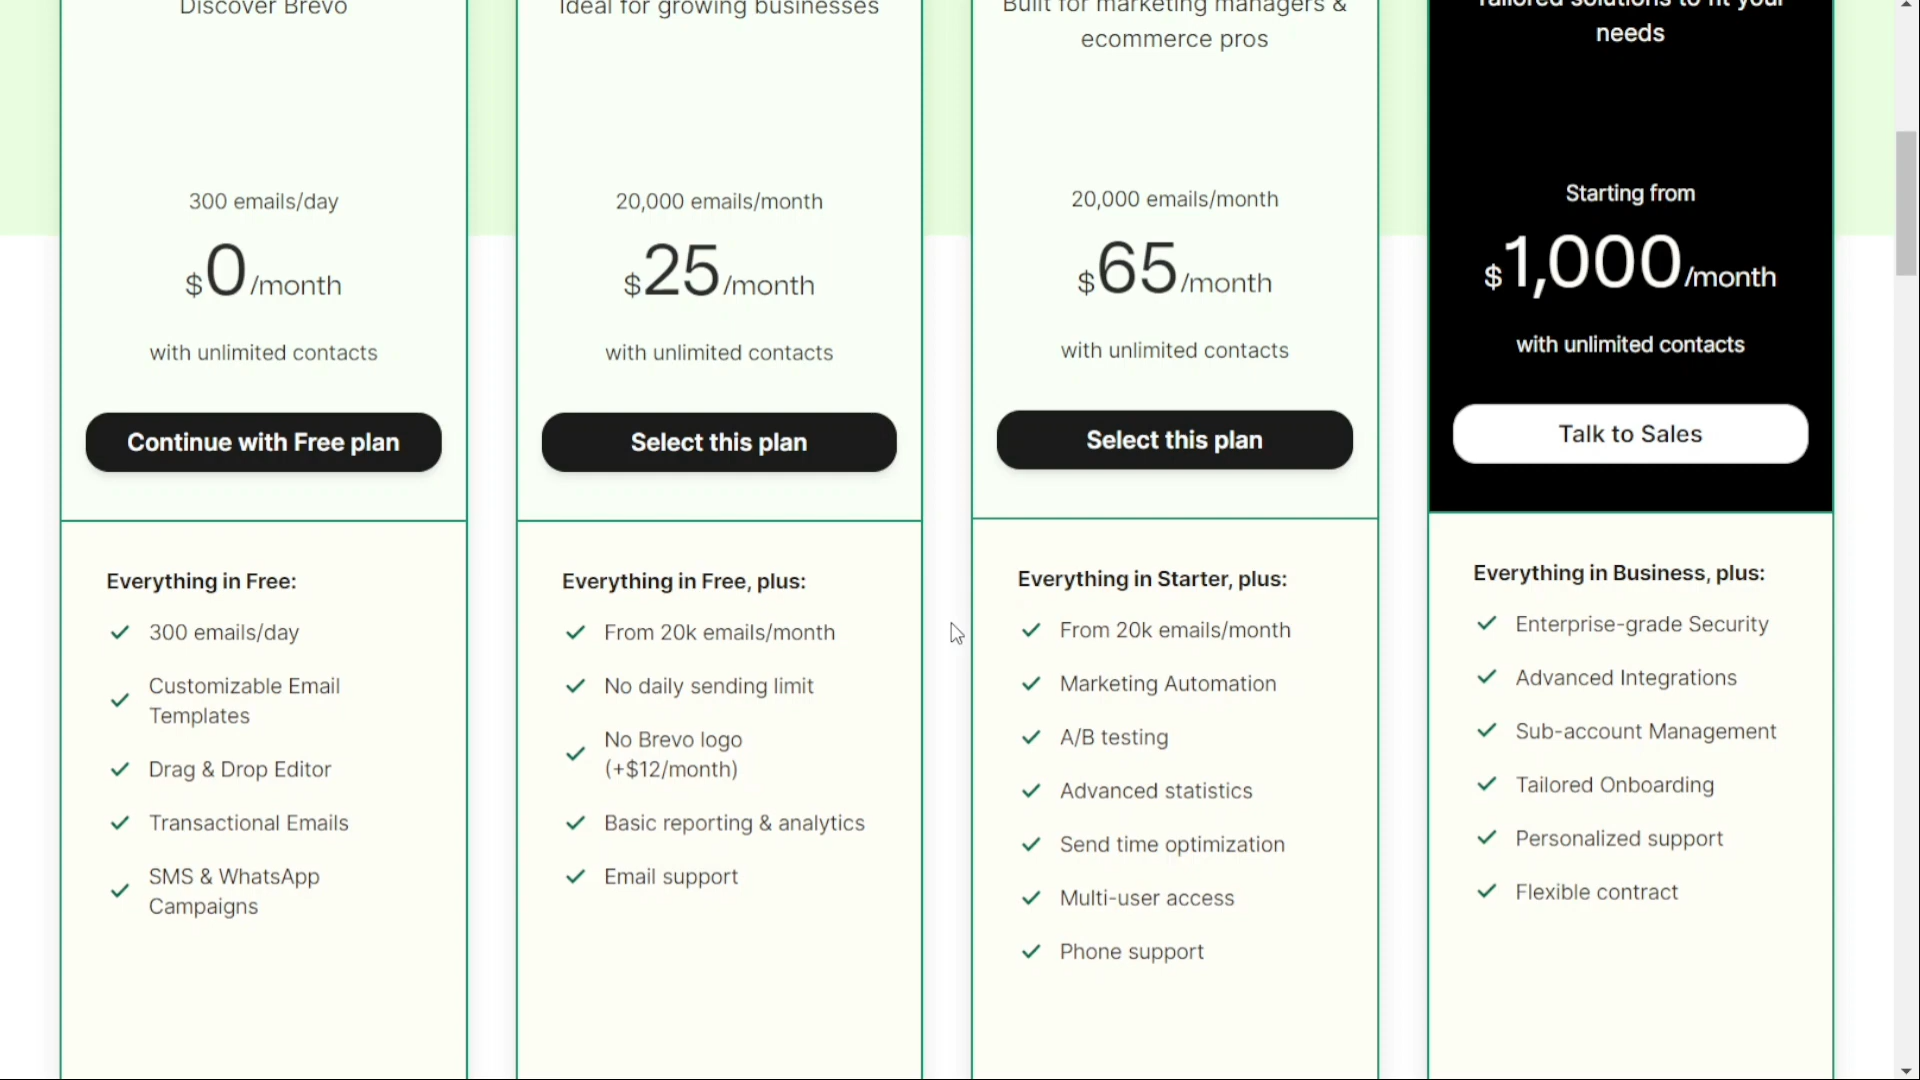 Discover Brevo
300 emails/day
$0/month
with unlimited contacts
Continue with Free plan
Everything in Free:
300 emails/day
Customizable Email
Templates
Drag & Drop Editor
Transactional Emails
SMS & WhatsApp
Campaigns
Ideal for growing businesses
20,000 emails/month
$25/month
with unlimited contacts
Select this plan
Everything in Free, plus:
From 20k emails/month
No daily sending limit
No Brevo logo
(+$12/month)
Basic reporting & analytics
Email support
Built for marketing managers &
ecommerce pros
20,000 emails/month
$65/month
with unlimited contacts
Select this plan
Everything in Starter, plus:
From 20k emails/month
Marketing Automation
A/B testing
Advanced statistics
Send time optimization
Multi-user access
Phone support
Tailored solutions to fit your
needs
Starting from
$1,000/month
with unlimited contacts
Talk to Sales
Everything in Business, plus:
Enterprise-grade Security
Advanced Integrations
Sub-account Management
Tailored Onboarding
Personalized support
Flexible contract